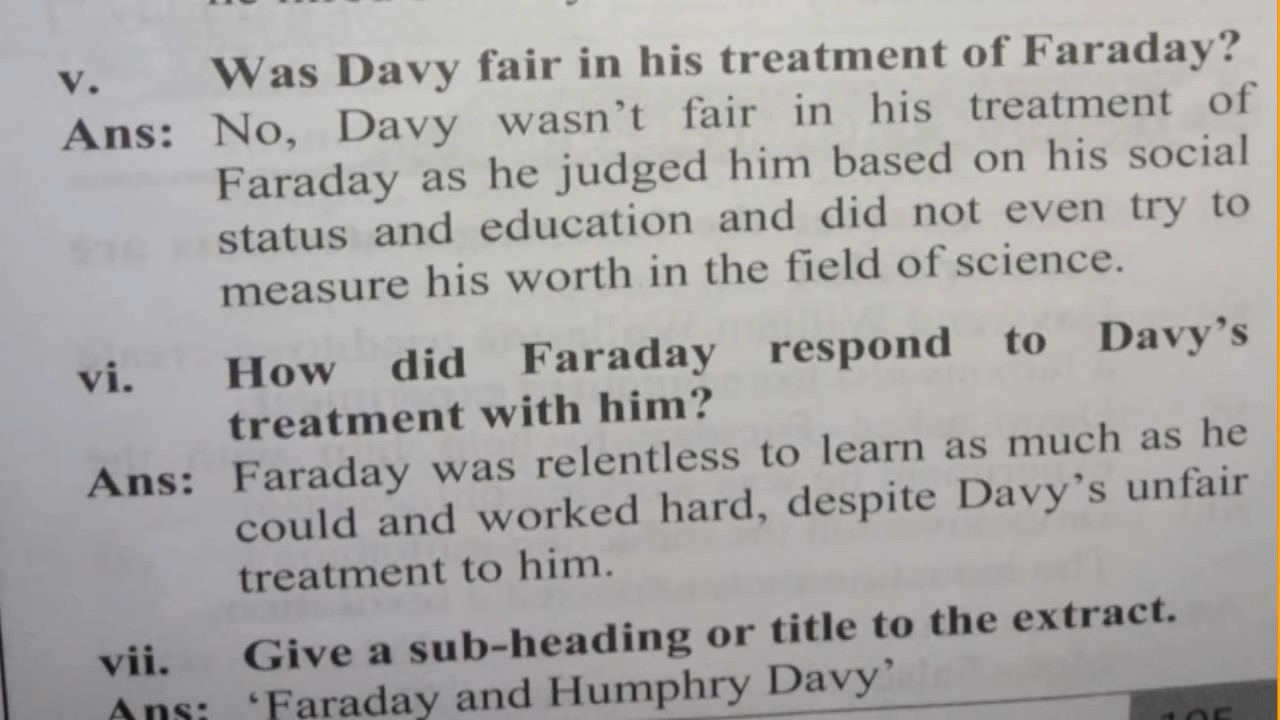 v. Was Davy fair in his treatment of Faraday?
Ans: No, Davy wasn't fair in his treatment of
Faraday as he judged him based on his social
status and education and did not even try to
measure his worth in the field of science.
vi. How did Faraday respond to Davy's
treatment with him?
Ans: Faraday was relentless to learn as much as he
could and worked hard, despite Davy's unfair
treatment to him.
vii. Give a sub-heading or title to the extract.
Ans: 'Faraday and Humphry Davy'